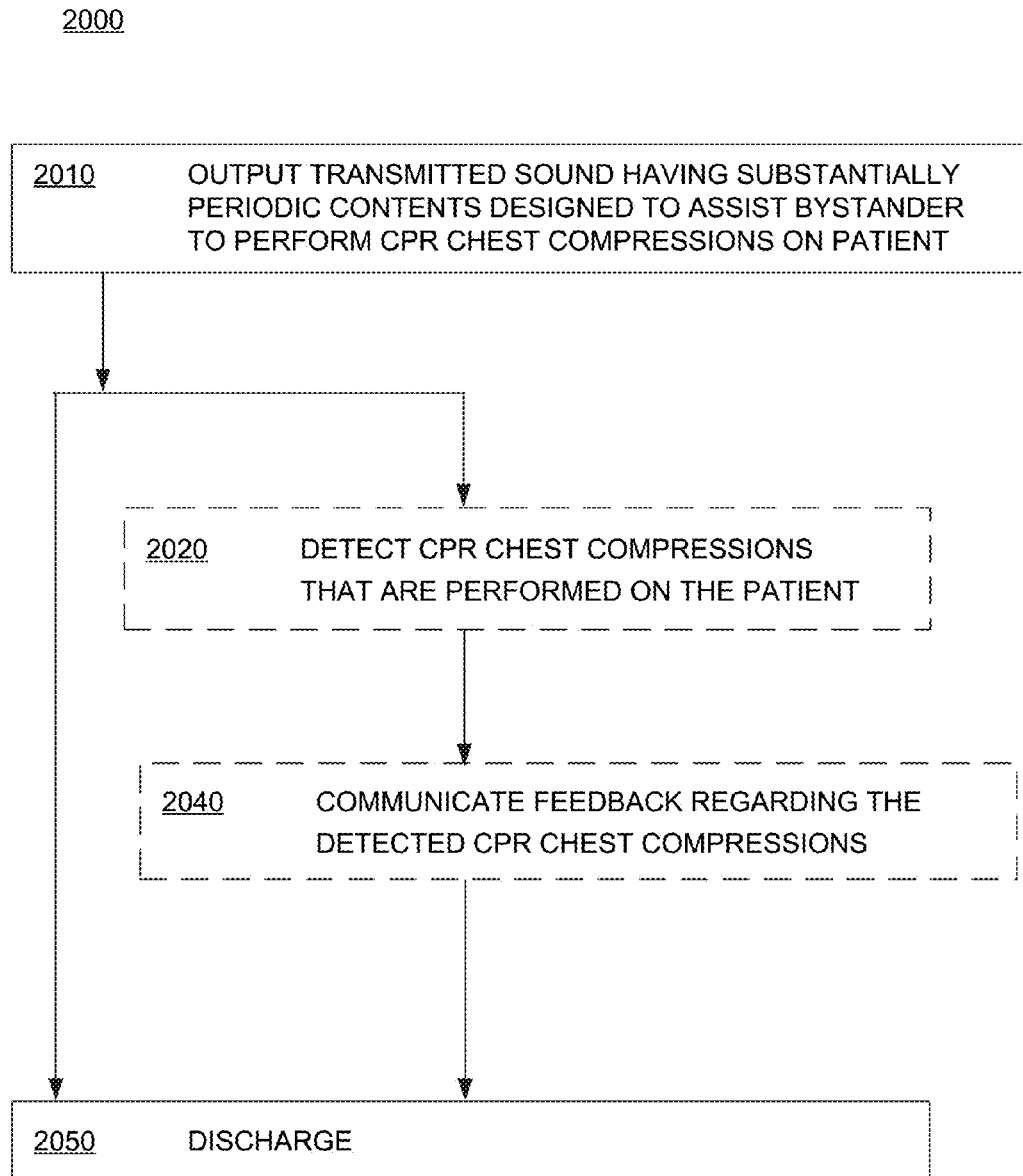 2000
2010 OUTPUT TRANSMITTED SOUND HAVING SUBSTANTIALLY
PERIODIC CONTENTS DESIGNED TO ASSIST BYSTANDER
TO PERFORM CPR CHEST COMPRESSIONS ON PATIENT
2020 DETECT CPR CHEST COMPRESSIONS
THAT ARE PERFORMED ON THE PATIENT
2040 COMMUNICATE FEEDBACK REGARDING THE
DETECTED CPR CHEST COMPRESSIONS
2050 DISCHARGE